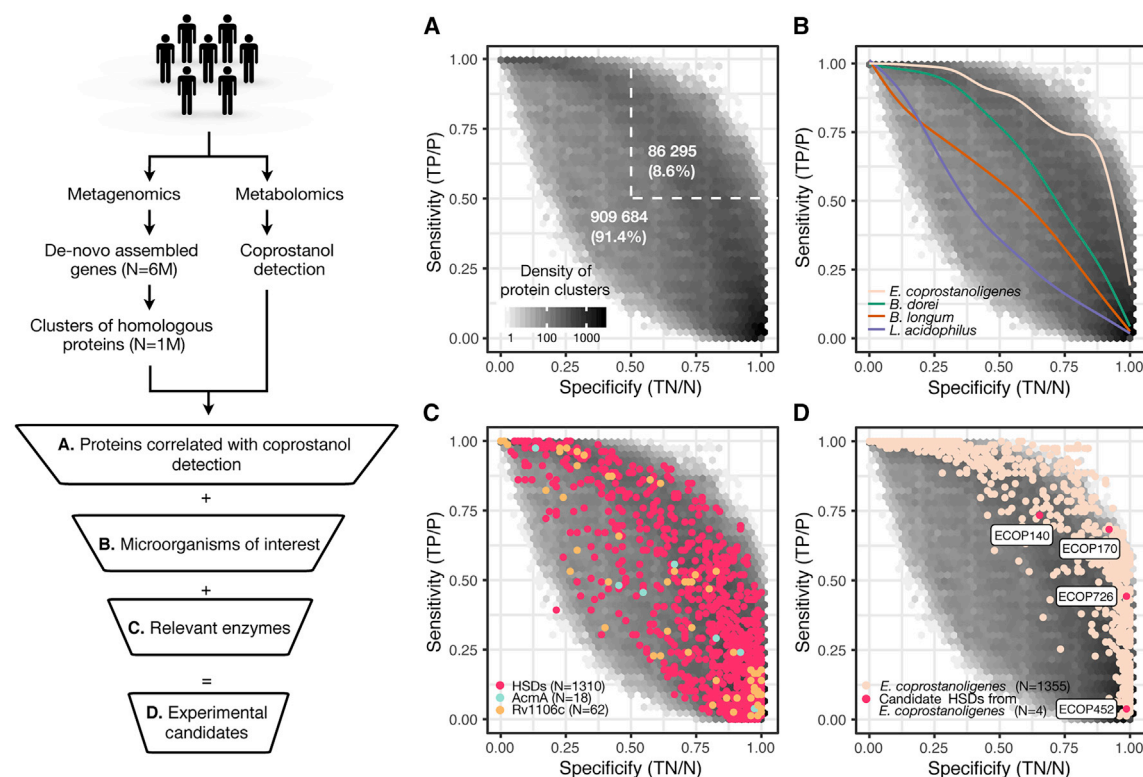 Metagenomics
Metabolomics
De-novo assembled
genes (N=6M)
Coprostanol
detection
Clusters of homologous
proteins (N=1M)
A. Proteins correlated with coprostanol
detection
+
B. Microorganisms of interest
+
C. Relevant enzymes
=
D. Experimental
candidates
A
Sensitivity (TP/P)
1.00
0.75
0.50
0.25
0.00
86 295
(8.6%)
909 684
(91.4%)
Density of
protein clusters
1 100 1000
0.00 0.25 0.50 0.75 1.00
Specificify (TN/N)
B
Sensitivity (TP/P)
1.00
0.75
0.50
0.25
0.00
E. coprostanoligenes
B. dorei
B. longum
L. acidophilus
0.00 0.25 0.50 0.75 1.00
Specificify (TN/N)
C
Sensitivity (TP/P)
1.00
0.75
0.50
0.25
0.00
HSDs (N=1310)
AcmA (N=18)
Rv1106c (N=62)
0.00 0.25 0.50 0.75 1.00
Specificify (TN/N)
D
Sensitivity (TP/P)
1.00
0.75
0.50
0.25
0.00
ECOP140
ECOP170
ECOP726
ECOP452
E. coprostanoligenes (N=1355)
Candidate HSDs from
E. coprostanoligenes (N=4)
0.00 0.25 0.50 0.75 1.00
Specificify (TN/N)